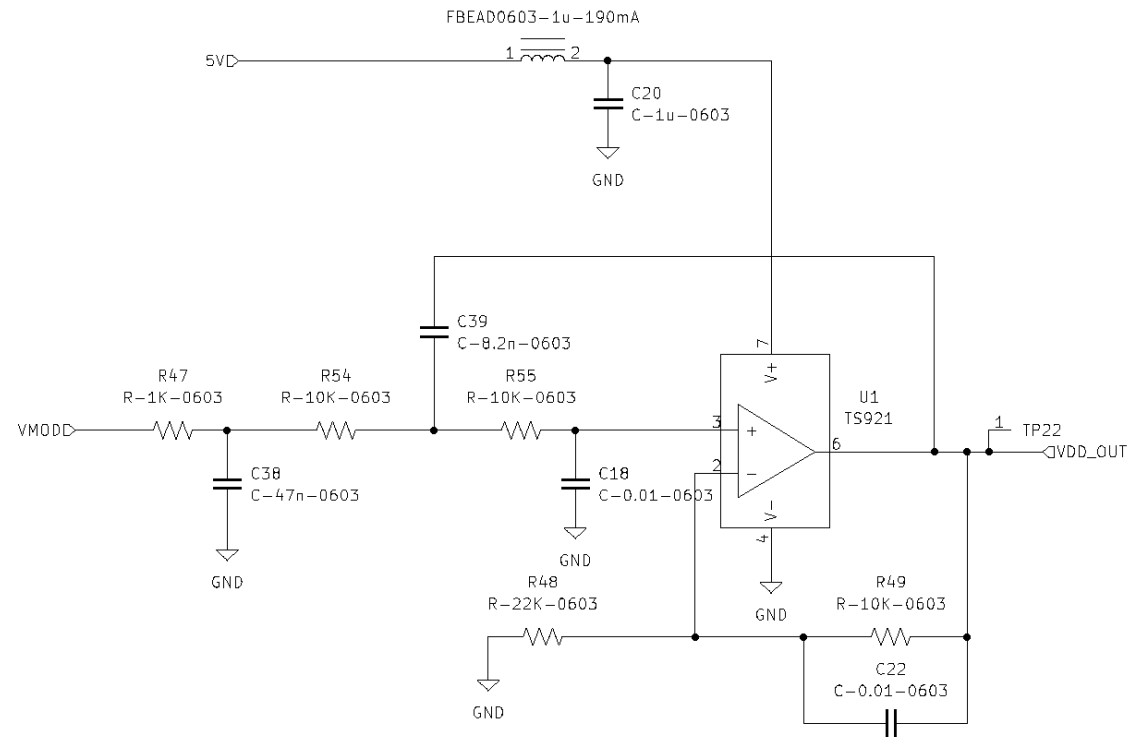 FBEAD0603-1u-190mA
5V
1
2
C20
C-1u-0603
GND
C39
C-8.2n-0603
7
V+
R47
R-1K-0603
R54
R-10K-0603
R55
R-10K-0603
U1
TS921
VMOD
3
+
6
1
TP22
VDD_OUT
2
−
C38
C-47n-0603
C18
C-0.01-0603
V-
4
GND
GND
GND
R48
R-22K-0603
R49
R-10K-0603
C22
C-0.01-0603
GND